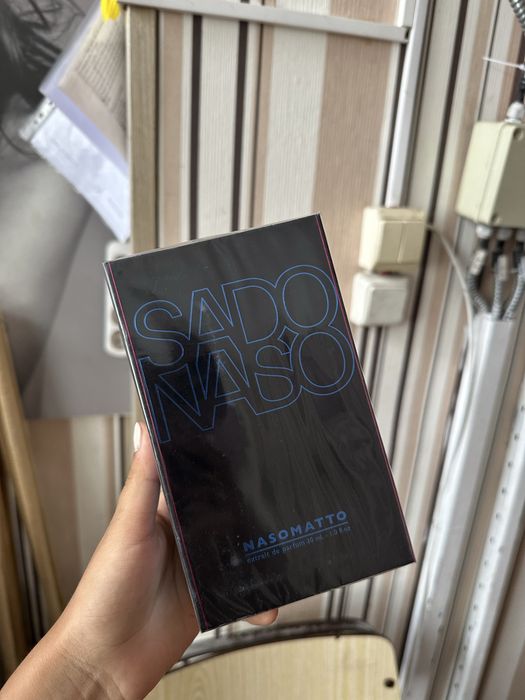 SADO
NASO
NASOMATTO
extrait de parfum 30 mL - 1.0 fl oz